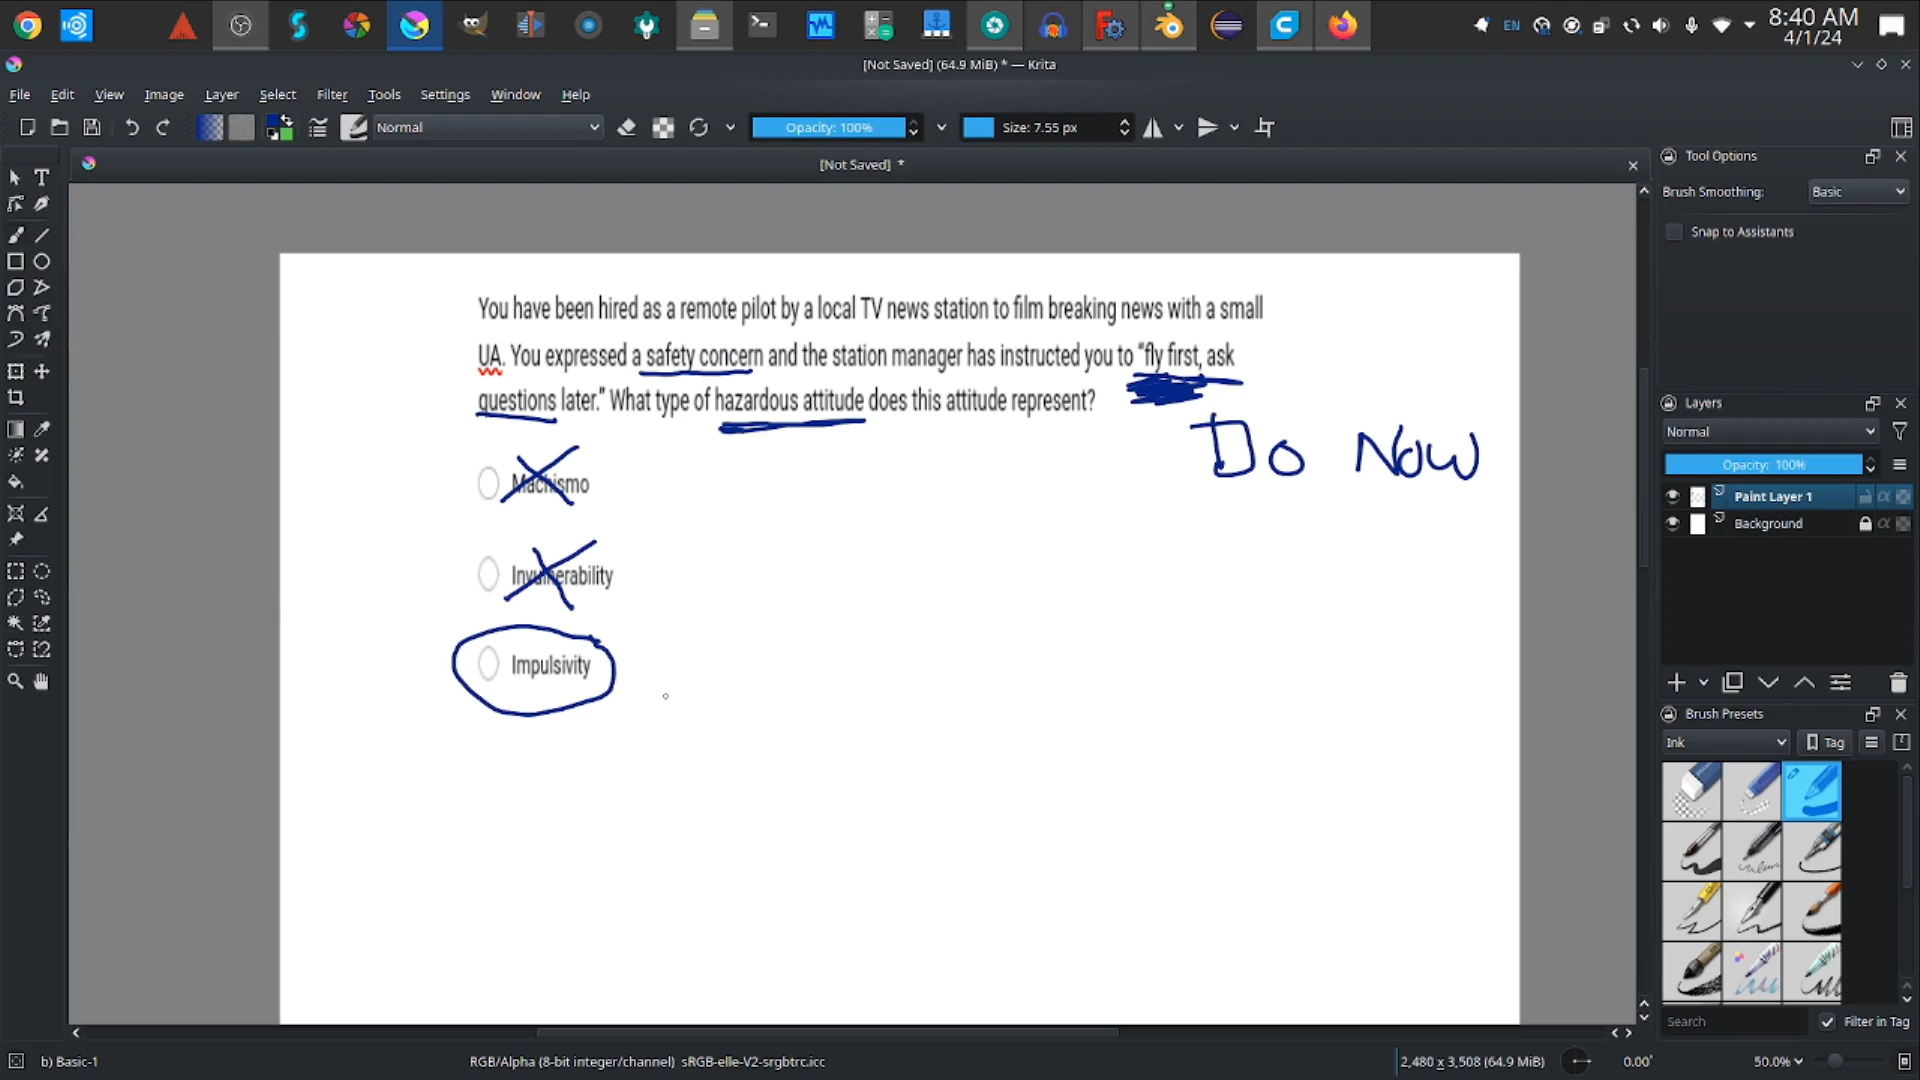 8:40 AM
4/1/24
EN
[Not Saved] (64.9 MiB) * — Krita
File Edit View Image Layer Select Filter Tools Settings Window Help
Normal
Opacity: 100%
Size: 7.55 px
[Not Saved] *
Tool Options
Brush Smoothing: Basic
Snap to Assistants
You have been hired as a remote pilot by a local TV news station to film breaking news with a small
UA. You expressed a safety concern and the station manager has instructed you to “fly first, ask
questions later.” What type of hazardous attitude does this attitude represent?
Do Now
Machismo
Invulnerability
Impulsivity
Layers
Normal
Opacity: 100%
Paint Layer 1
Background
Brush Presets
Ink
Tag
Search
Filter in Tag
b) Basic-1
RGB/Alpha (8-bit integer/channel) sRGB-elle-V2-srgbtrc.icc
2,480 x 3,508 (64.9 MiB)
0.00°
50.0%